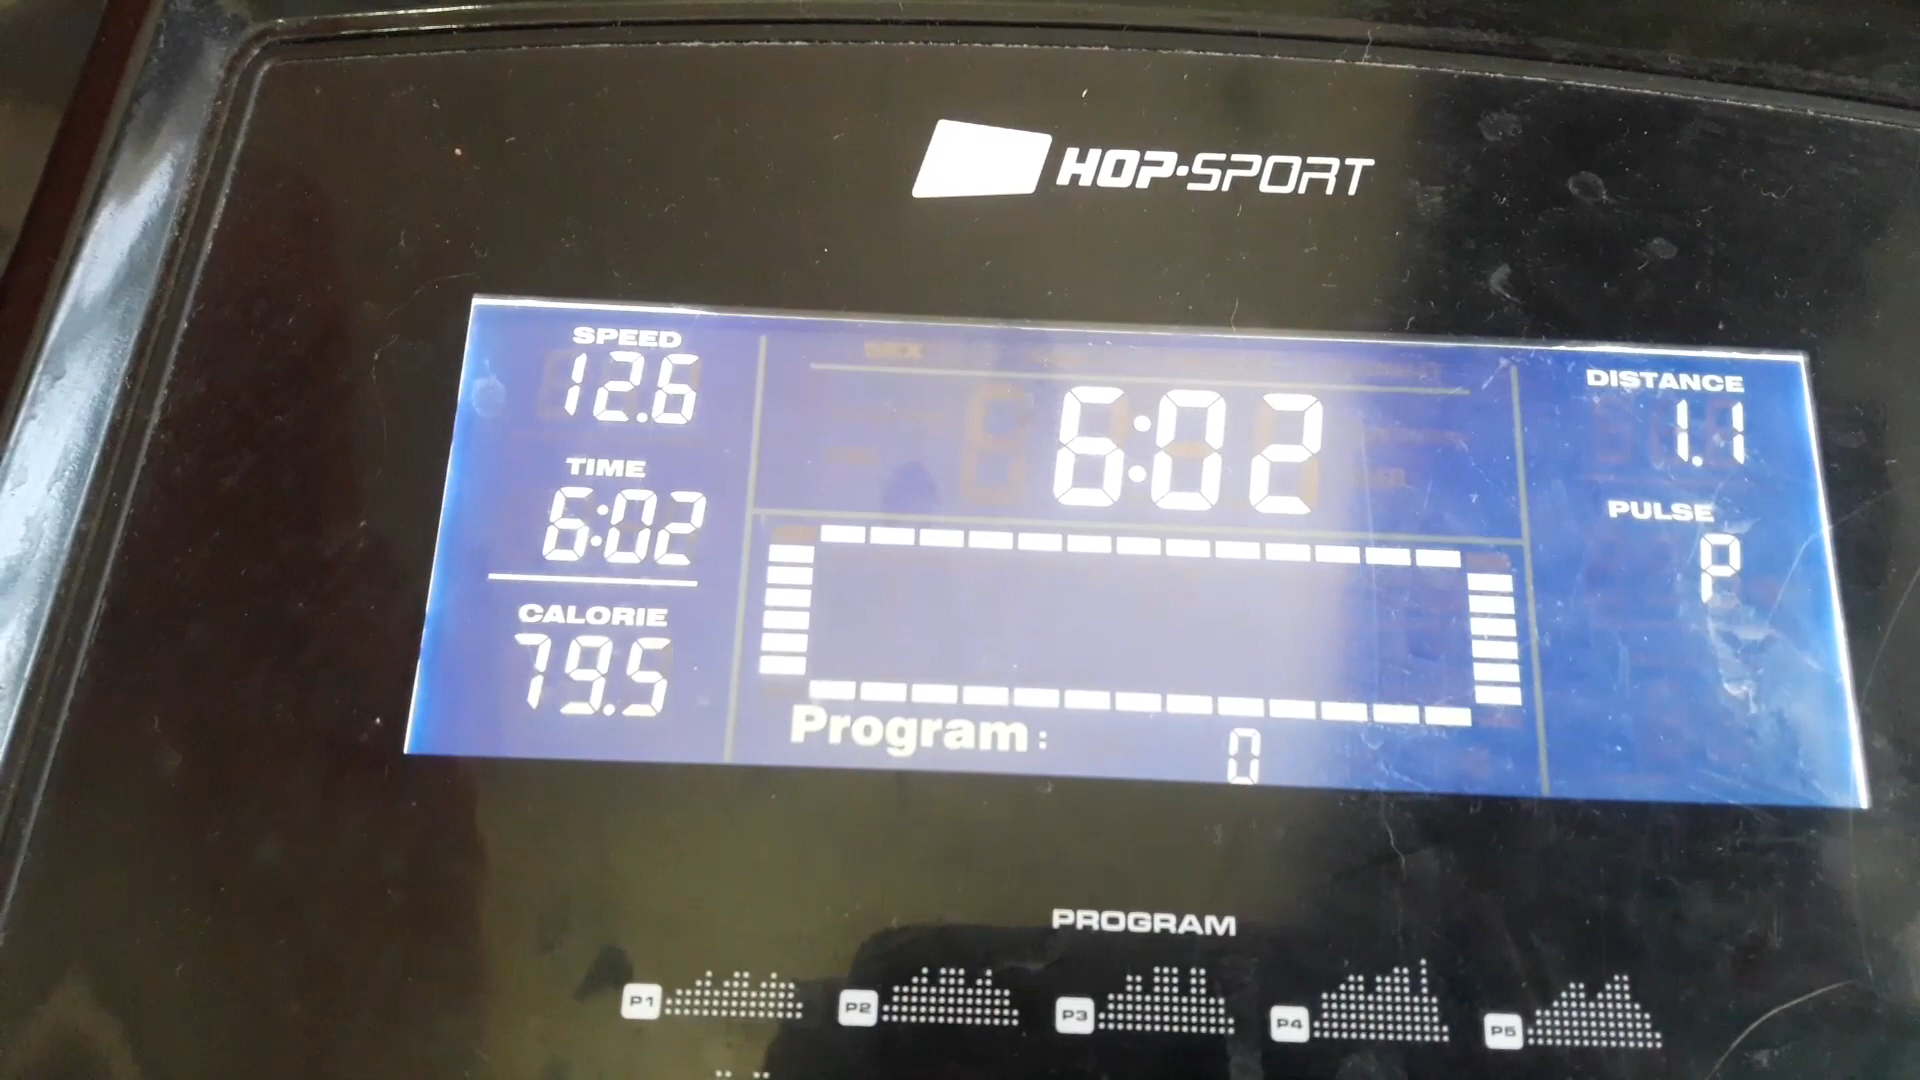 HOP·SPORT
SPEED
12.6
TIME
6:02
CALORIE
79.5
SEX
6:02
Program:
0
DISTANCE
1.1
PULSE
P
PROGRAM
P1
P2
P3
P4
P5